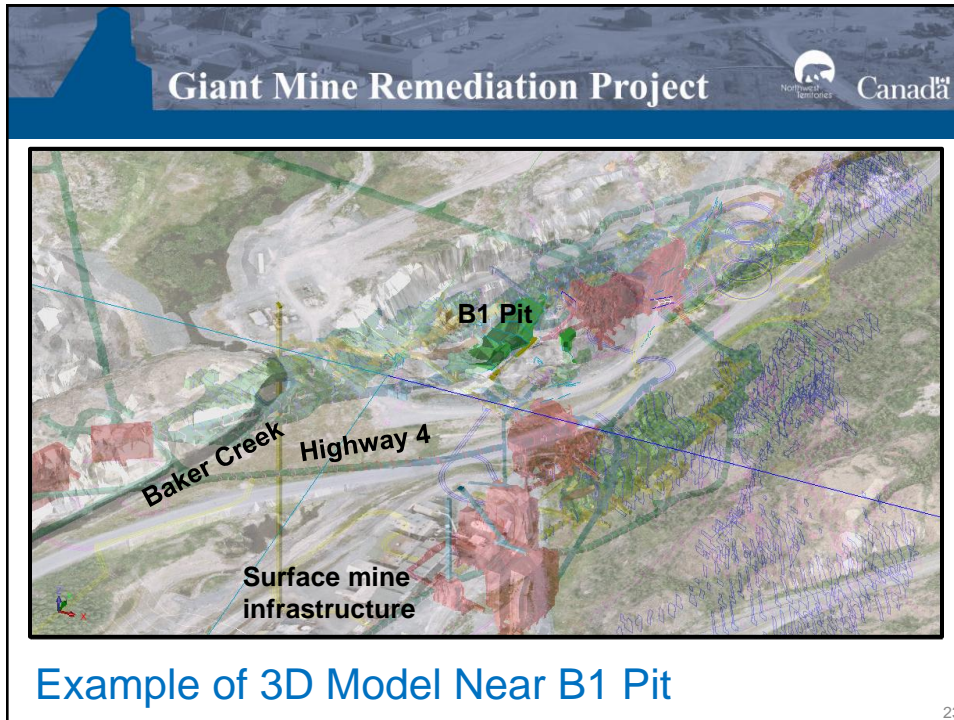 Giant Mine Remediation Project
Northwest
Territories
Canada
B1 Pit
Baker Creek
Highway 4
Surface mine
infrastructure
X
Example of 3D Model Near B1 Pit
23